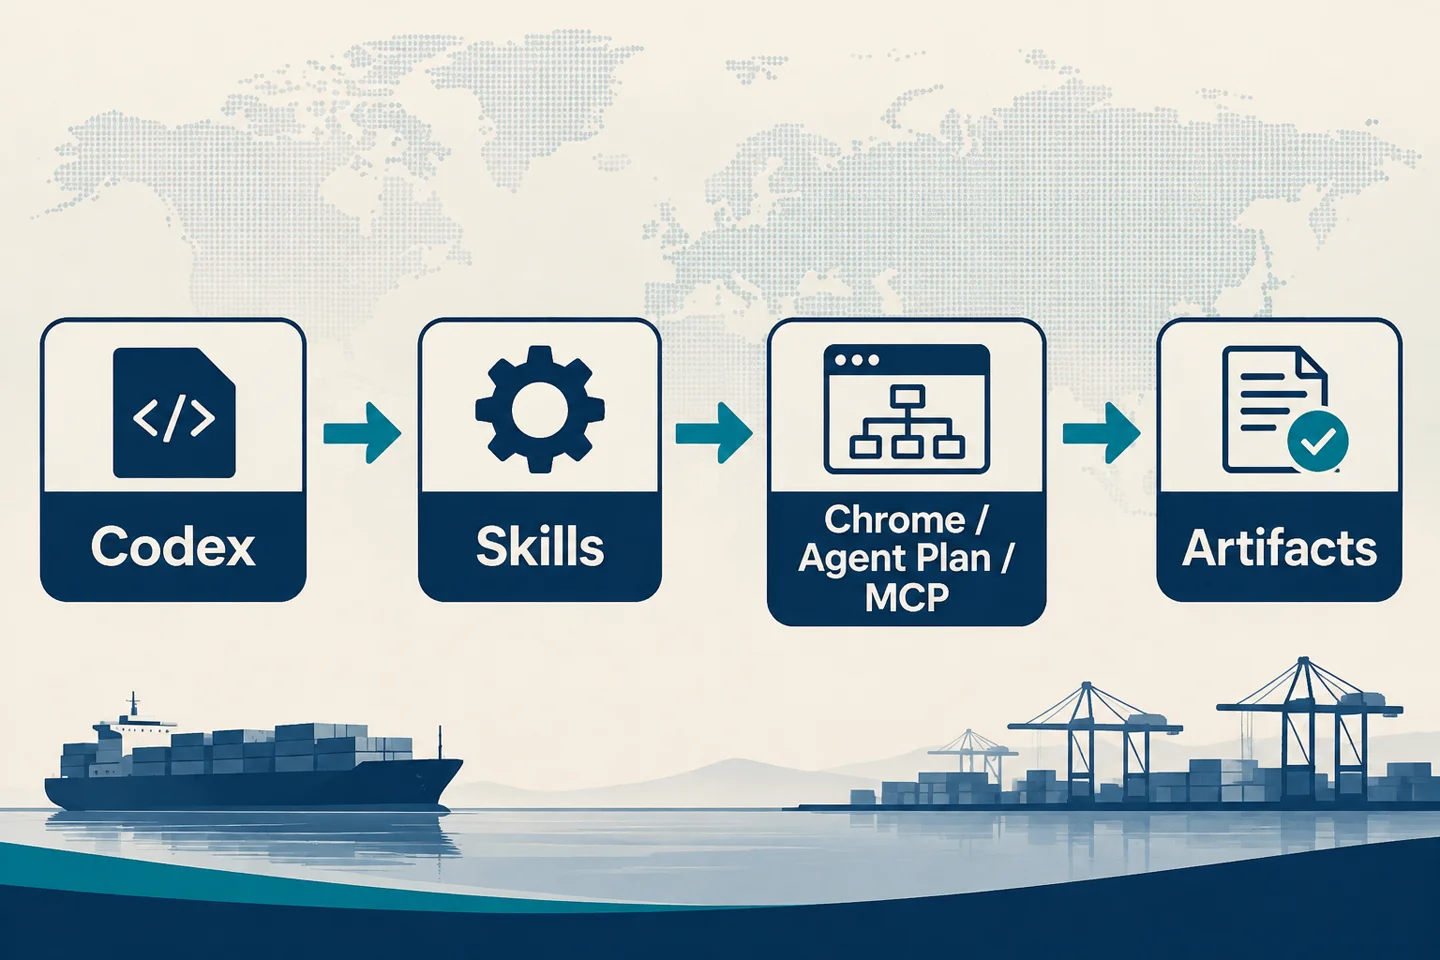 Codex
Skills
Chrome /
Agent Plan /
MCP
Artifacts